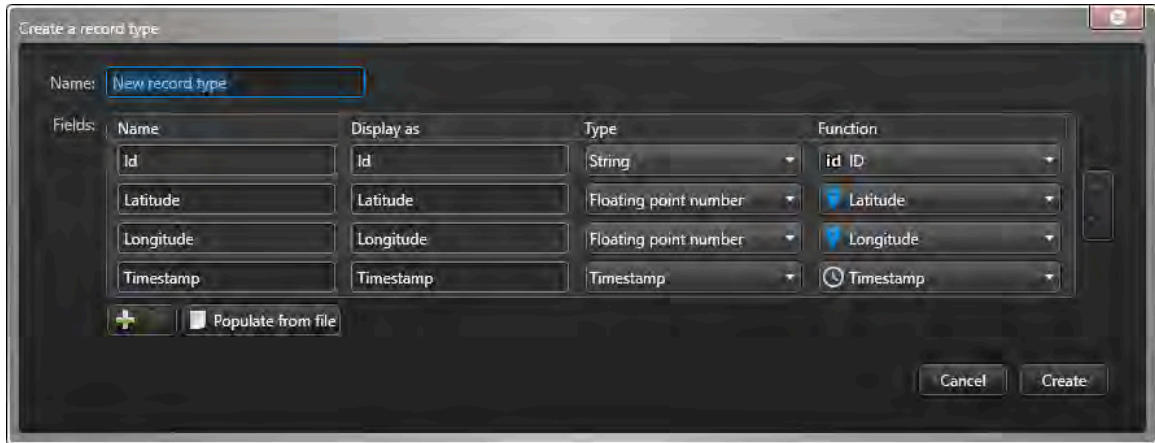 Create a record type
Name: New record type
Fields: Name Display as Type Function
Id Id String id ID
Latitude Latitude Floating point number Latitude
Longitude Longitude Floating point number Longitude
Timestamp Timestamp Timestamp Timestamp
Populate from file
Cancel Create